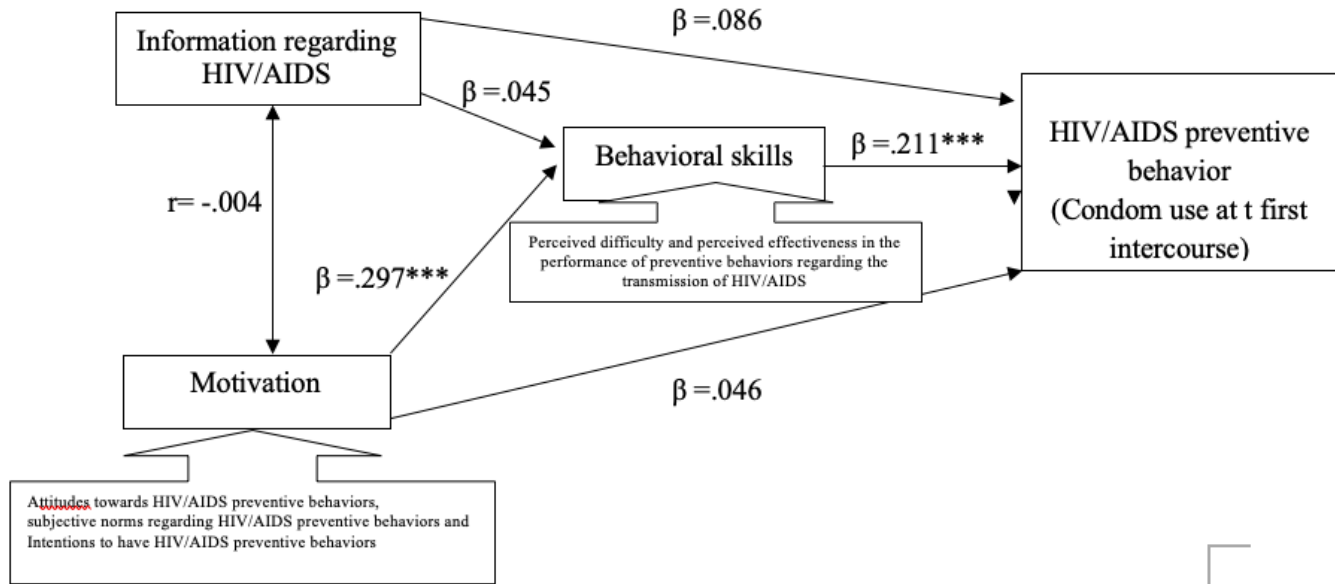 Information regarding
HIV/AIDS
β =.086
β =.045
Behavioral skills
β =.211***
HIV/AIDS preventive
behavior
(Condom use at t first
intercourse)
r= -.004
Perceived difficulty and perceived effectiveness in the
performance of preventive behaviors regarding the
transmission of HIV/AIDS
β =.297***
Motivation
β =.046
Attitudes towards HIV/AIDS preventive behaviors,
subjective norms regarding HIV/AIDS preventive behaviors and
Intentions to have HIV/AIDS preventive behaviors